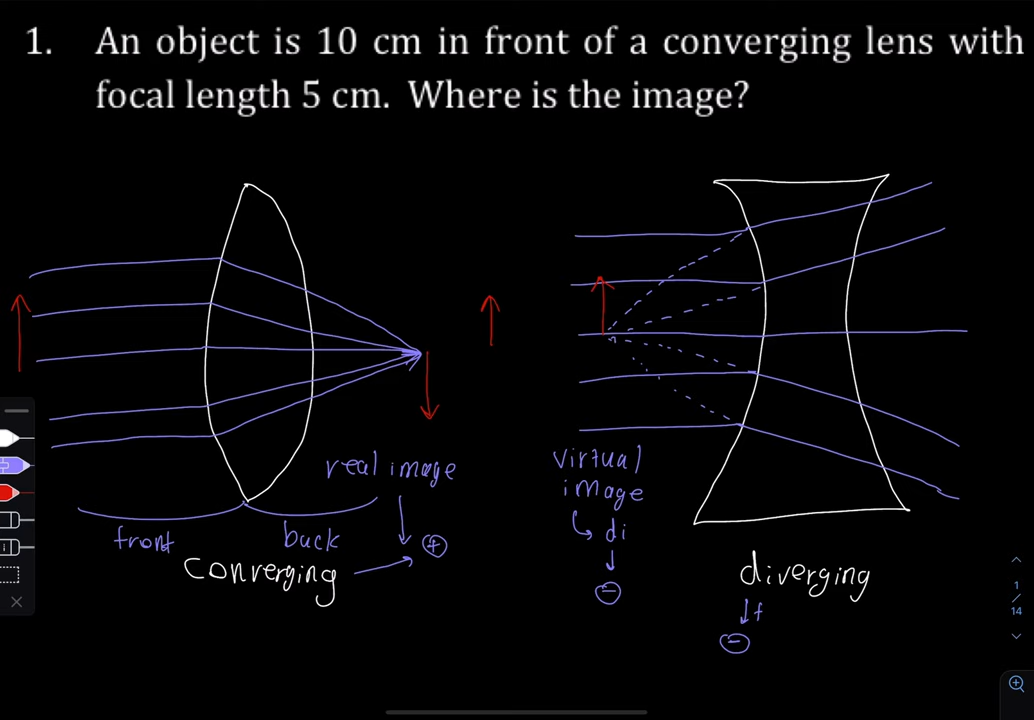 1. An object is 10 cm in front of a converging lens with
focal length 5 cm. Where is the image?
real image
+
front
back
converging
virtual
image
di
−
diverging
f
−
1
/
14